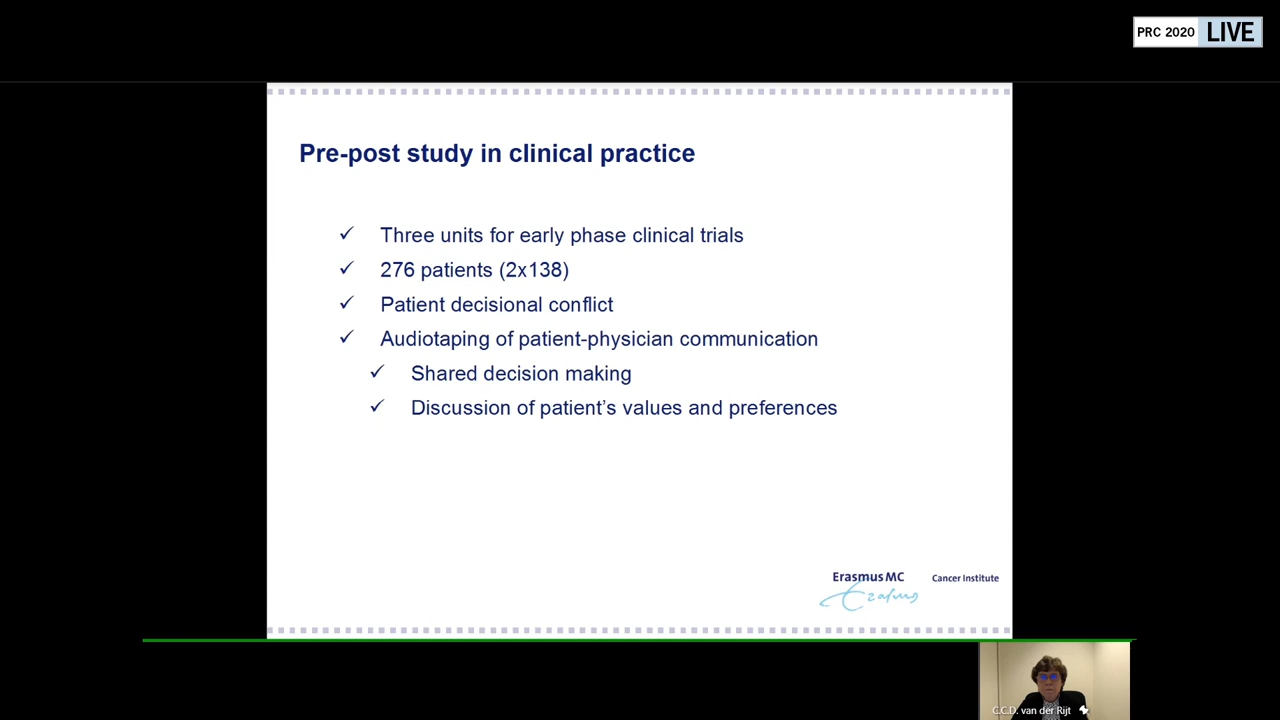 PRC 2020 LIVE
Pre-post study in clinical practice
Three units for early phase clinical trials
276 patients (2x138)
Patient decisional conflict
Audiotaping of patient-physician communication
Shared decision making
Discussion of patient’s values and preferences
Erasmus MC Cancer Institute
Erasmus
C.C.D. van der Rijt